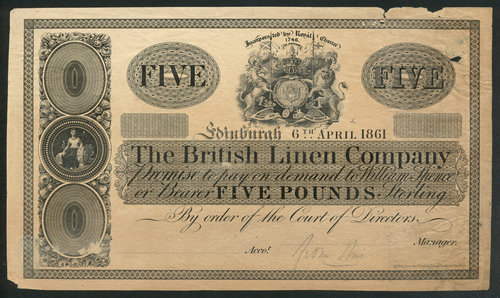 Incorporated by Royal Charter
1746.
FIVE
FIVE
Edinburgh 6TH APRIL 1861
The British Linen Company
Promise to pay on demand to William Spence
or Bearer FIVE POUNDS Sterling
By order of the Court of Directors
Manager.
Acco!.